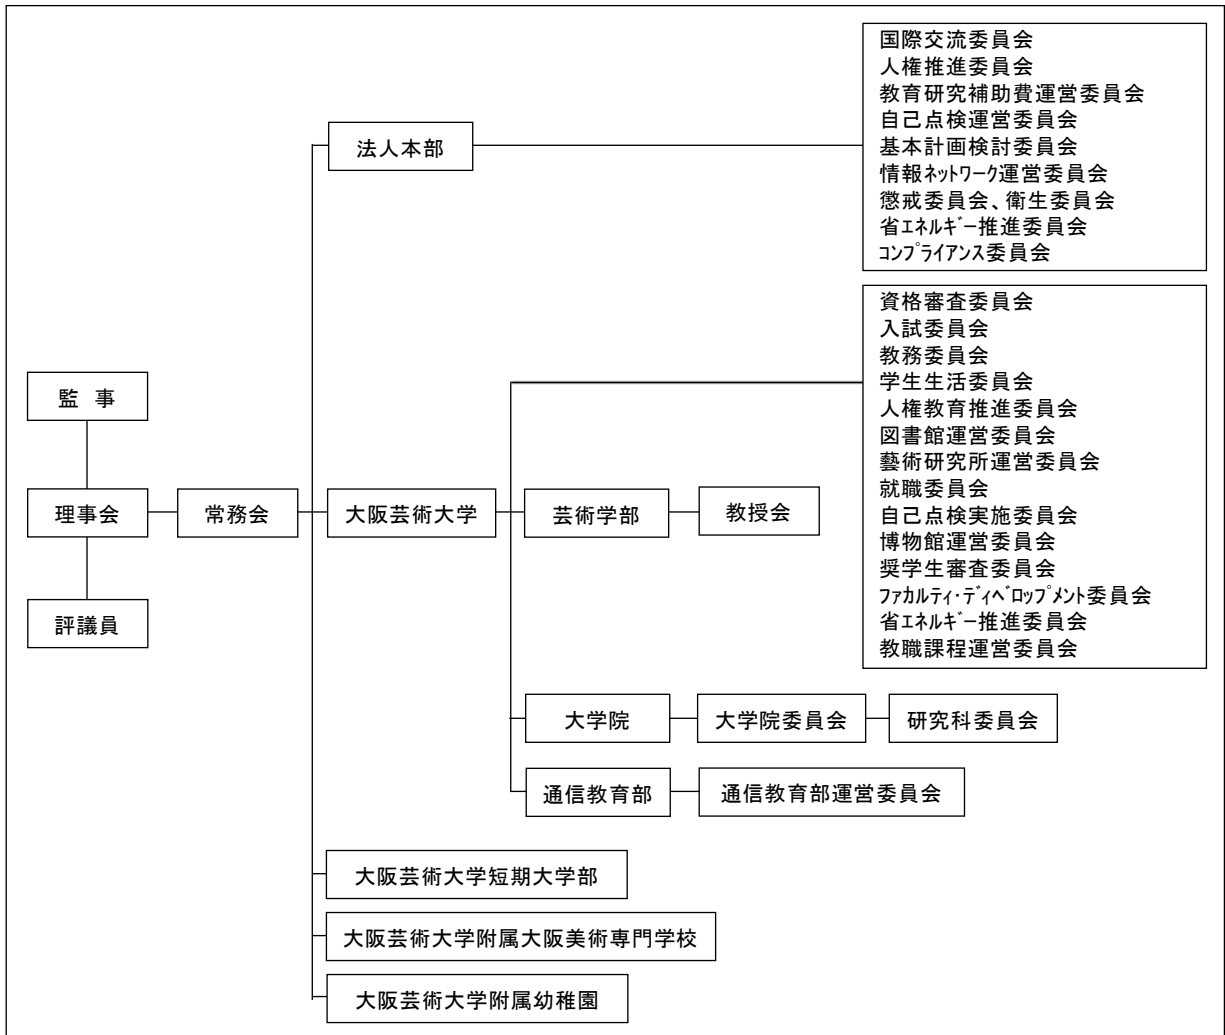 国際交流委員会
人権推進委員会
教育研究補助費運営委員会
自己点検運営委員会
基本計画検討委員会
情報ネットワーク運営委員会
懲戒委員会、衛生委員会
省エネルギー推進委員会
コンプライアンス委員会
法人本部
資格審査委員会
入試委員会
教務委員会
学生生活委員会
人権教育推進委員会
図書館運営委員会
藝術研究所運営委員会
就職委員会
自己点検実施委員会
博物館運営委員会
奨学生審査委員会
ファカルティ・ディベロップメント委員会
省エネルギー推進委員会
教職課程運営委員会
監 事
理事会
常務会
大阪芸術大学
芸術学部
教授会
評議員
大学院
大学院委員会
研究科委員会
通信教育部
通信教育部運営委員会
大阪芸術大学短期大学部
大阪芸術大学附属大阪美術専門学校
大阪芸術大学附属幼稚園